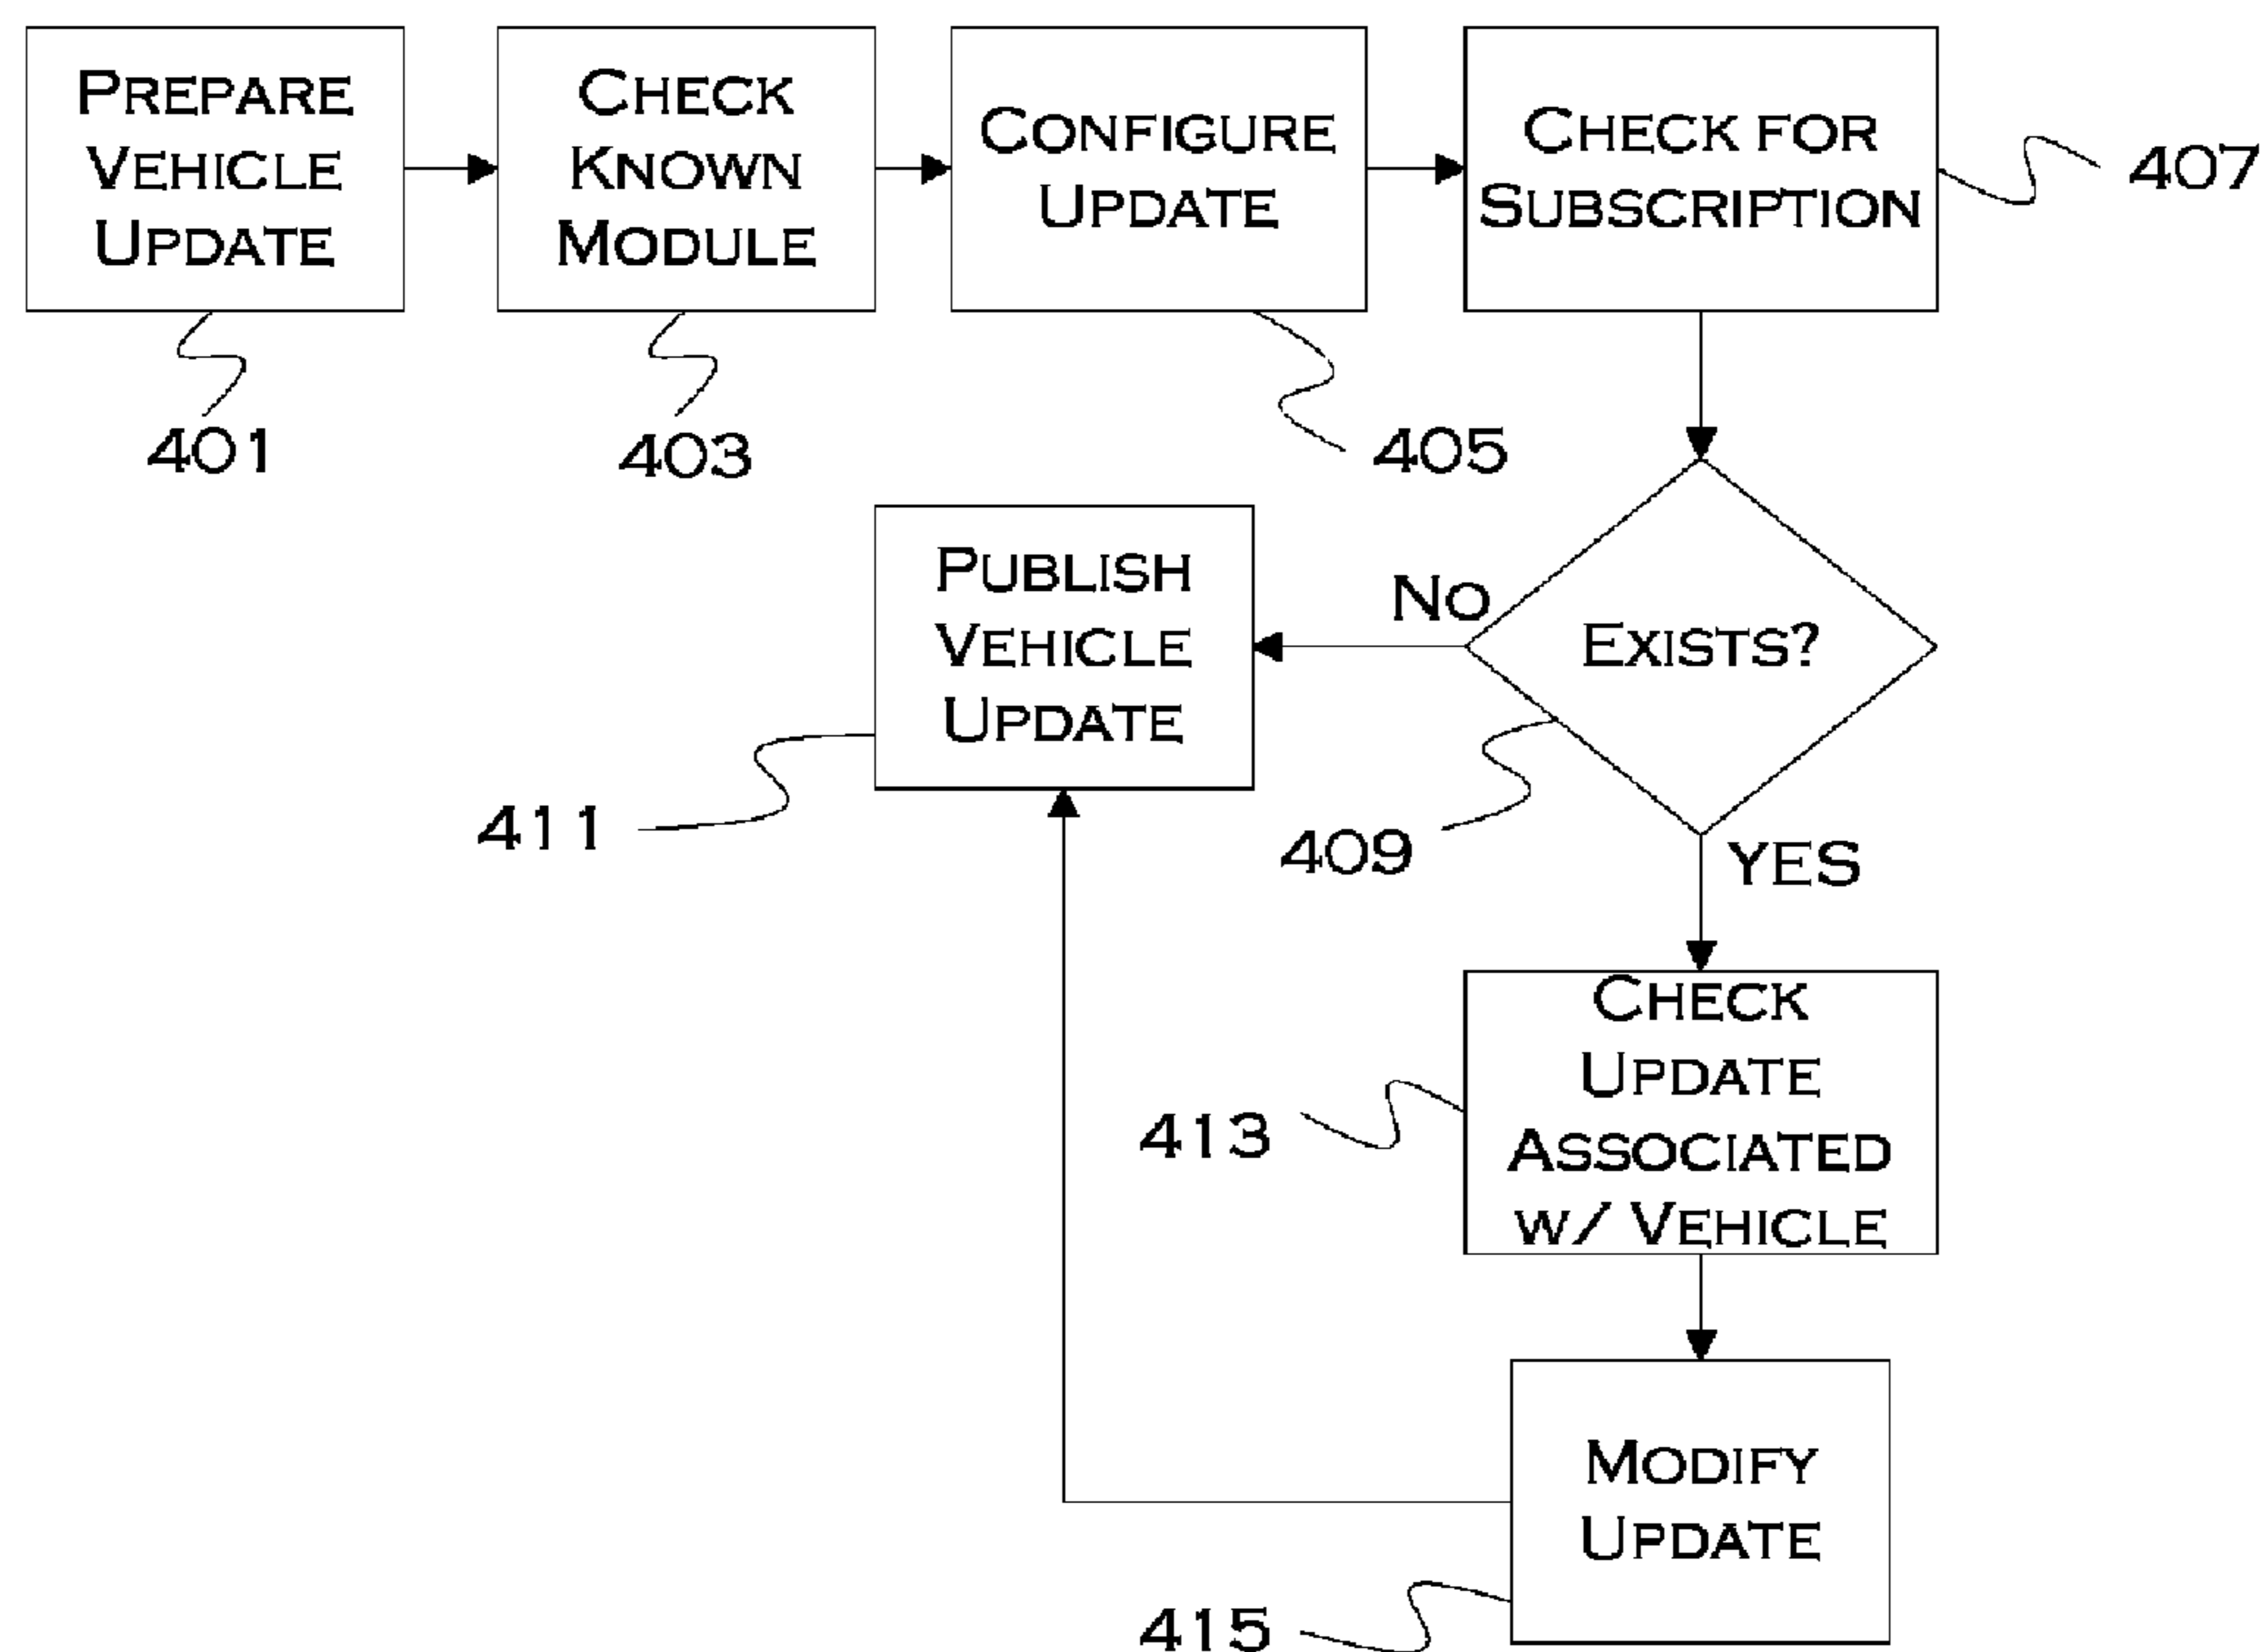 PREPARE
VEHICLE
UPDATE
CHECK
KNOWN
MODULE
CONFIGURE
UPDATE
CHECK FOR
SUBSCRIPTION
407
401
403
405
PUBLISH
VEHICLE
UPDATE
NO
EXISTS?
411
409
YES
CHECK
UPDATE
ASSOCIATED
W/ VEHICLE
413
MODIFY
UPDATE
415